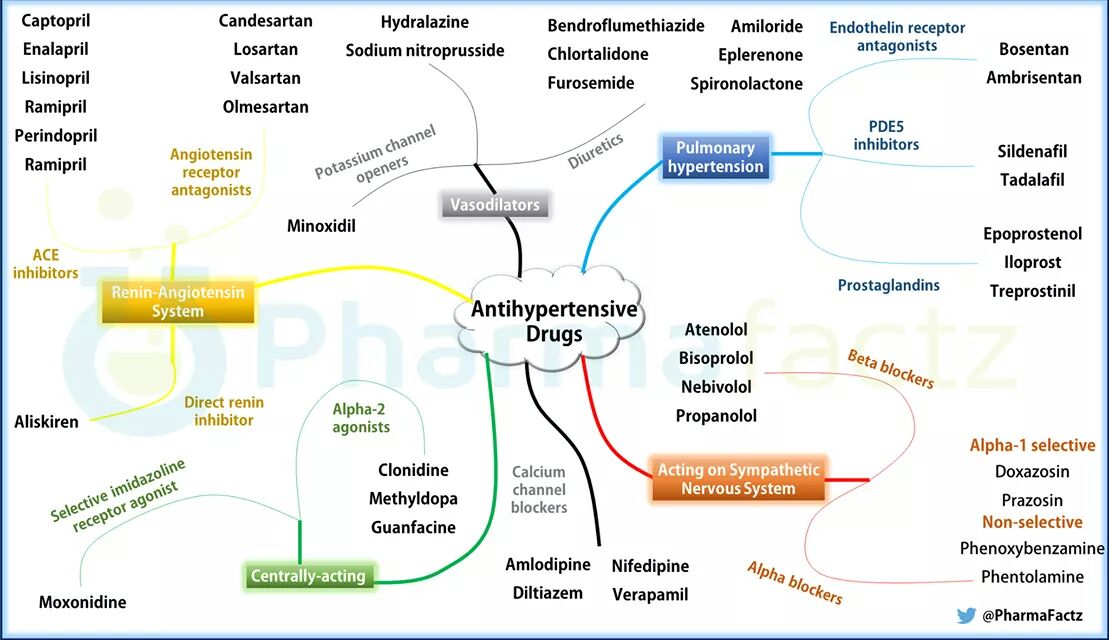 Captopril
Enalapril
Lisinopril
Ramipril
Perindopril
Ramipril
ACE
inhibitors
Candesartan
Losartan
Valsartan
Olmesartan
Angiotensin
receptor
antagonists
Renin-Angiotensin
System
Direct renin
inhibitor
Aliskiren
Hydralazine
Sodium nitroprusside
Potassium channel
openers
Minoxidil
Vasodilators
Bendroflumethiazide
Chlortalidone
Furosemide
Amiloride
Eplerenone
Spironolactone
Diuretics
Pulmonary
hypertension
Endothelin receptor
antagonists
Bosentan
Ambrisentan
PDE5
inhibitors
Sildenafil
Tadalafil
Epoprostenol
Iloprost
Treprostinil
Prostaglandins
Antihypertensive
Drugs
Pharmafactz
Atenolol
Bisoprolol
Nebivolol
Propanolol
Beta blockers
Acting on Sympathetic
Nervous System
Alpha-1 selective
Doxazosin
Prazosin
Non-selective
Phenoxybenzamine
Phentolamine
Alpha blockers
Calcium
channel
blockers
Amlodipine
Diltiazem
Nifedipine
Verapamil
Alpha-2
agonists
Clonidine
Methyldopa
Guanfacine
Selective imidazoline
receptor agonist
Moxonidine
Centrally-acting
@PharmaFactz